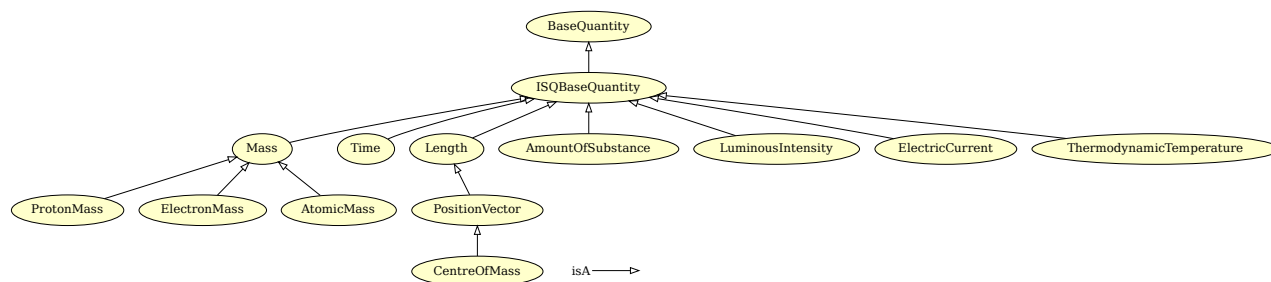 BaseQuantity
ISQBaseQuantity
Mass
Time
Length
AmountOfSubstance
LuminousIntensity
ElectricCurrent
ThermodynamicTemperature
ProtonMass
ElectronMass
AtomicMass
PositionVector
CentreOfMass
isA